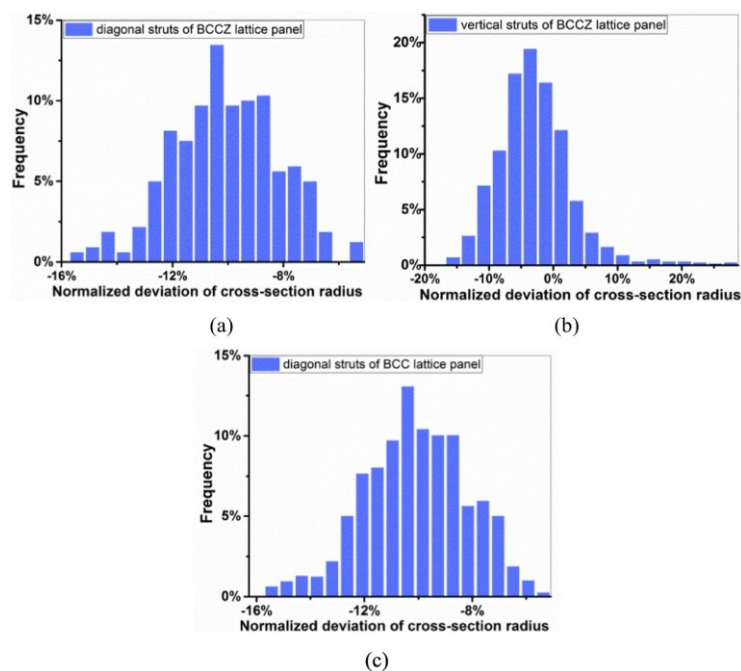 diagonal struts of BCCZ lattice panel
15%
10%
5%
0%
Frequency
-16%
-12%
-8%
Normalized deviation of cross-section radius
(a)
vertical struts of BCCZ lattice panel
20%
15%
10%
5%
0%
Frequency
-20%
-10%
0%
10%
20%
Normalized deviation of cross-section radius
(b)
diagonal struts of BCC lattice panel
15%
10%
5%
0%
Frequency
-16%
-12%
-8%
Normalized deviation of cross-section radius
(c)